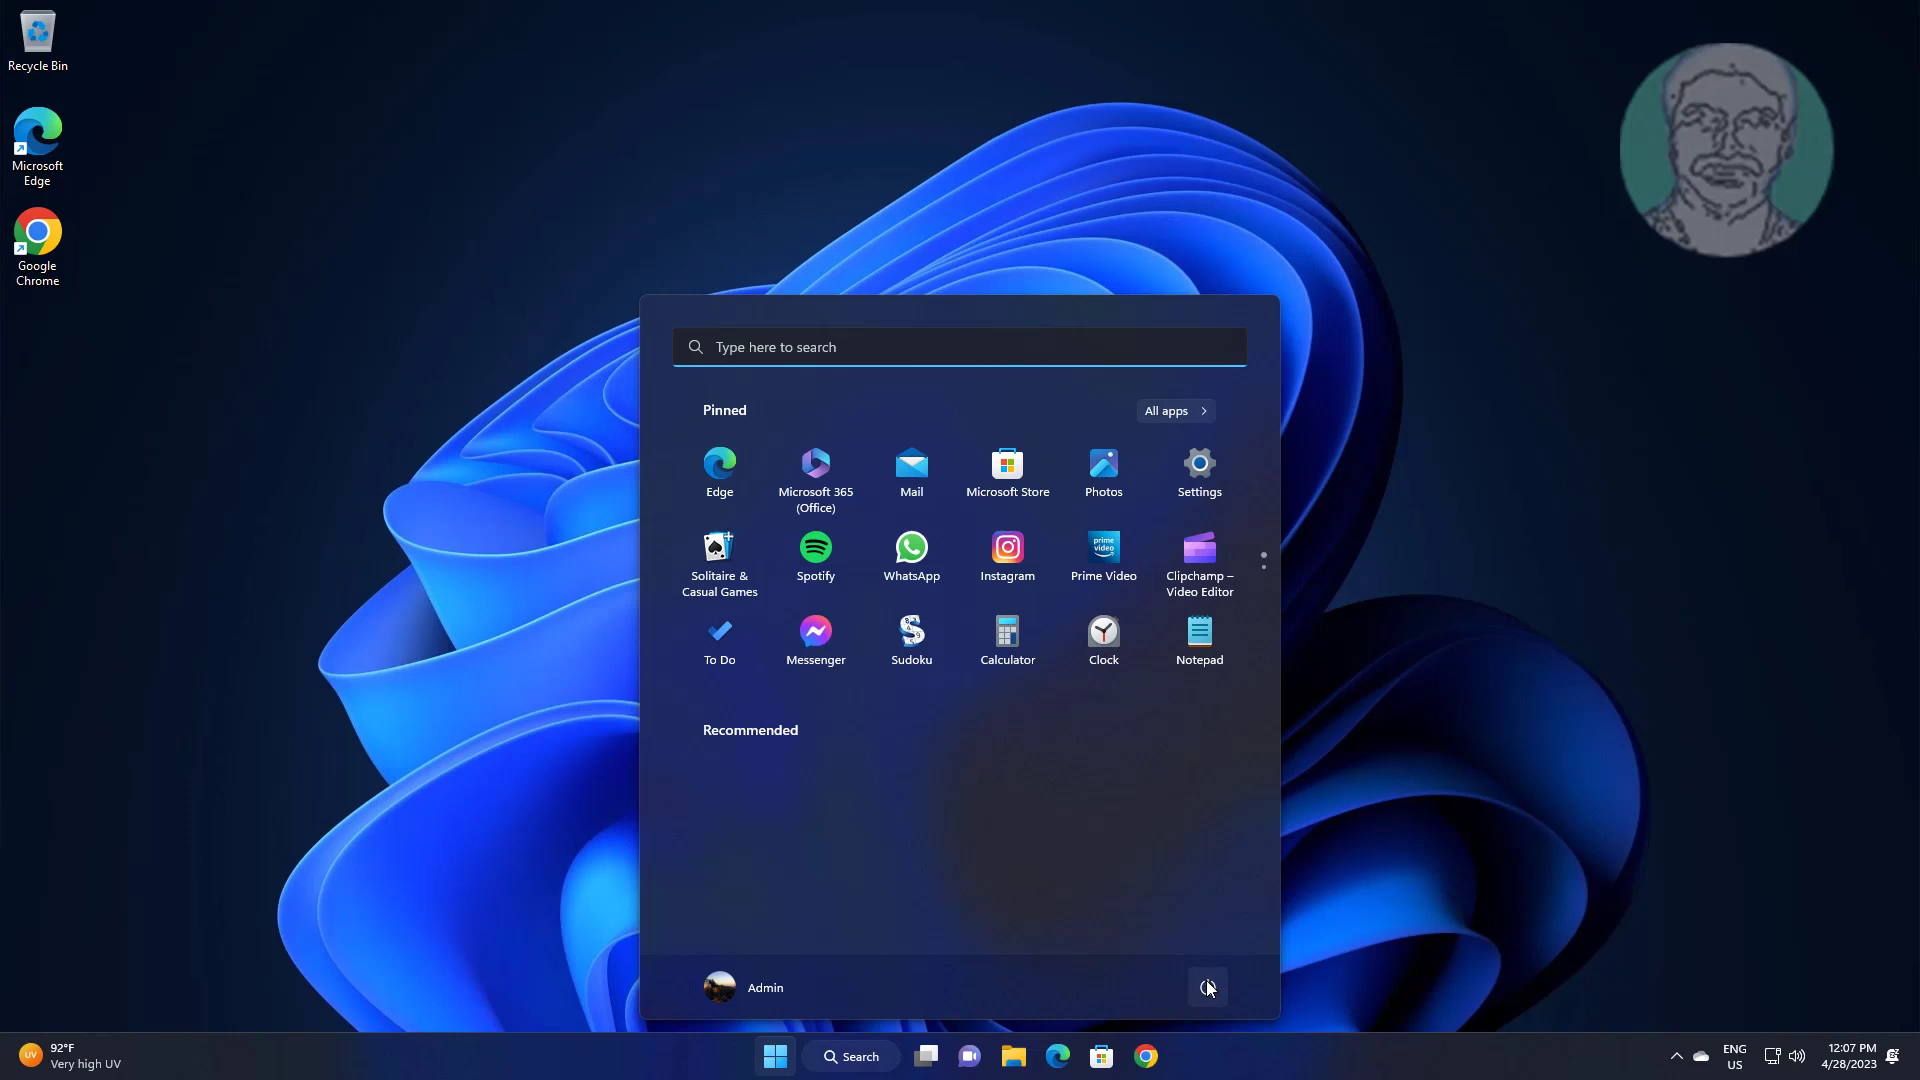 Recycle Bin
Microsoft
Edge
Google
Chrome
Type here to search
Pinned
All apps
Edge
Microsoft 365
(Office)
Mail
Microsoft Store
Photos
Settings
Solitaire &
Casual Games
Spotify
WhatsApp
Instagram
prime
video
Prime Video
Clipchamp –
Video Editor
To Do
Messenger
Sudoku
Calculator
Clock
Notepad
Recommended
Admin
UV
92°F
Very high UV
Search
ENG
US
12:07 PM
4/28/2023